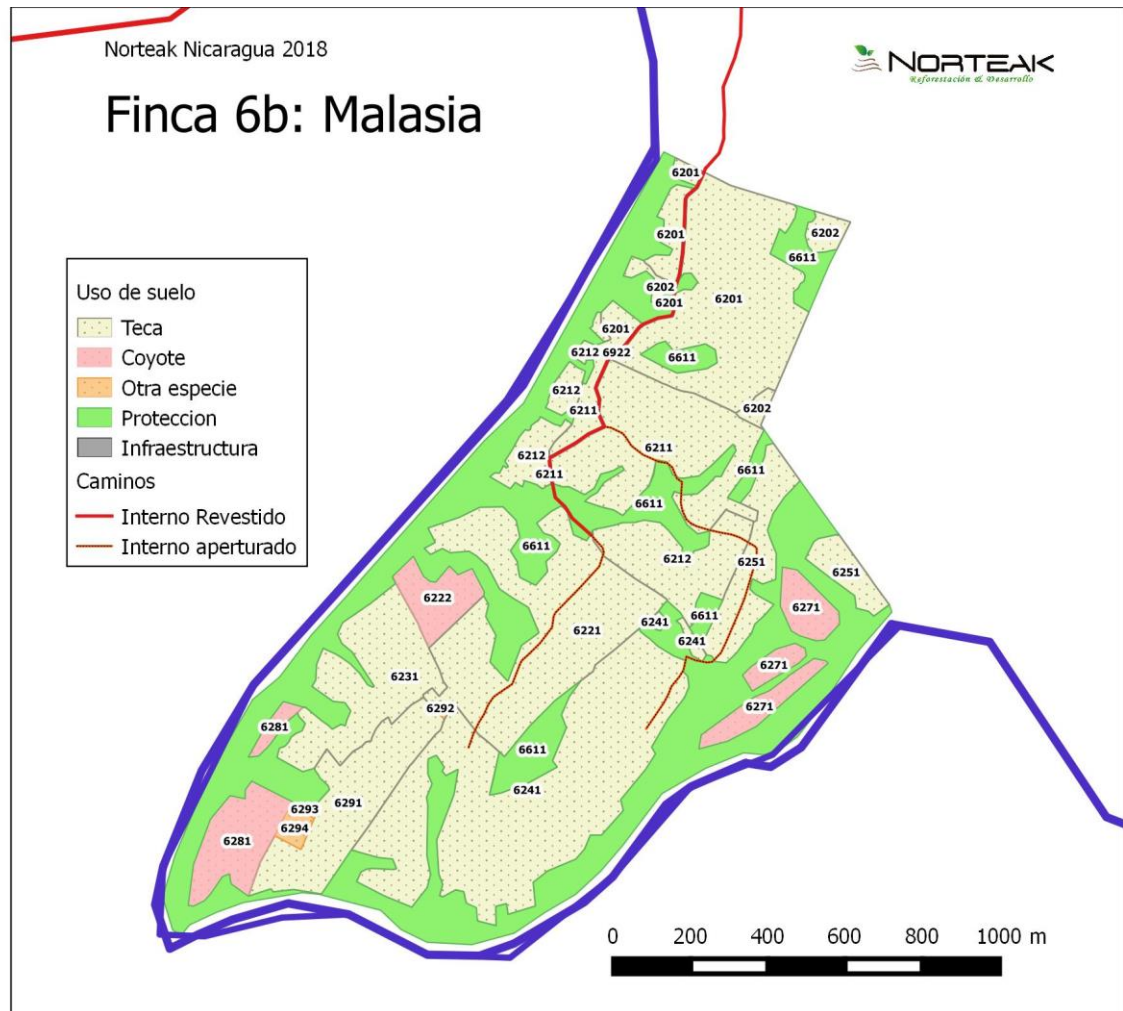 Norteak Nicaragua 2018
NORTEAK
Reforestación & Desarrollo
Finca 6b: Malasia
Uso de suelo
Teca
Coyote
Otra especie
Proteccion
Infraestructura
Caminos
Interno Revestido
Interno aperturado
6201
6201
6202
6611
6202
6201
6201
6201
6212
6922
6611
6212
6211
6202
6212
6211
6211
6611
6611
6611
6212
6251
6251
6222
6271
6611
6241
6221
6241
6271
6231
6271
6292
6281
6611
6241
6293
6291
6294
6281
0 200 400 600 800 1000 m